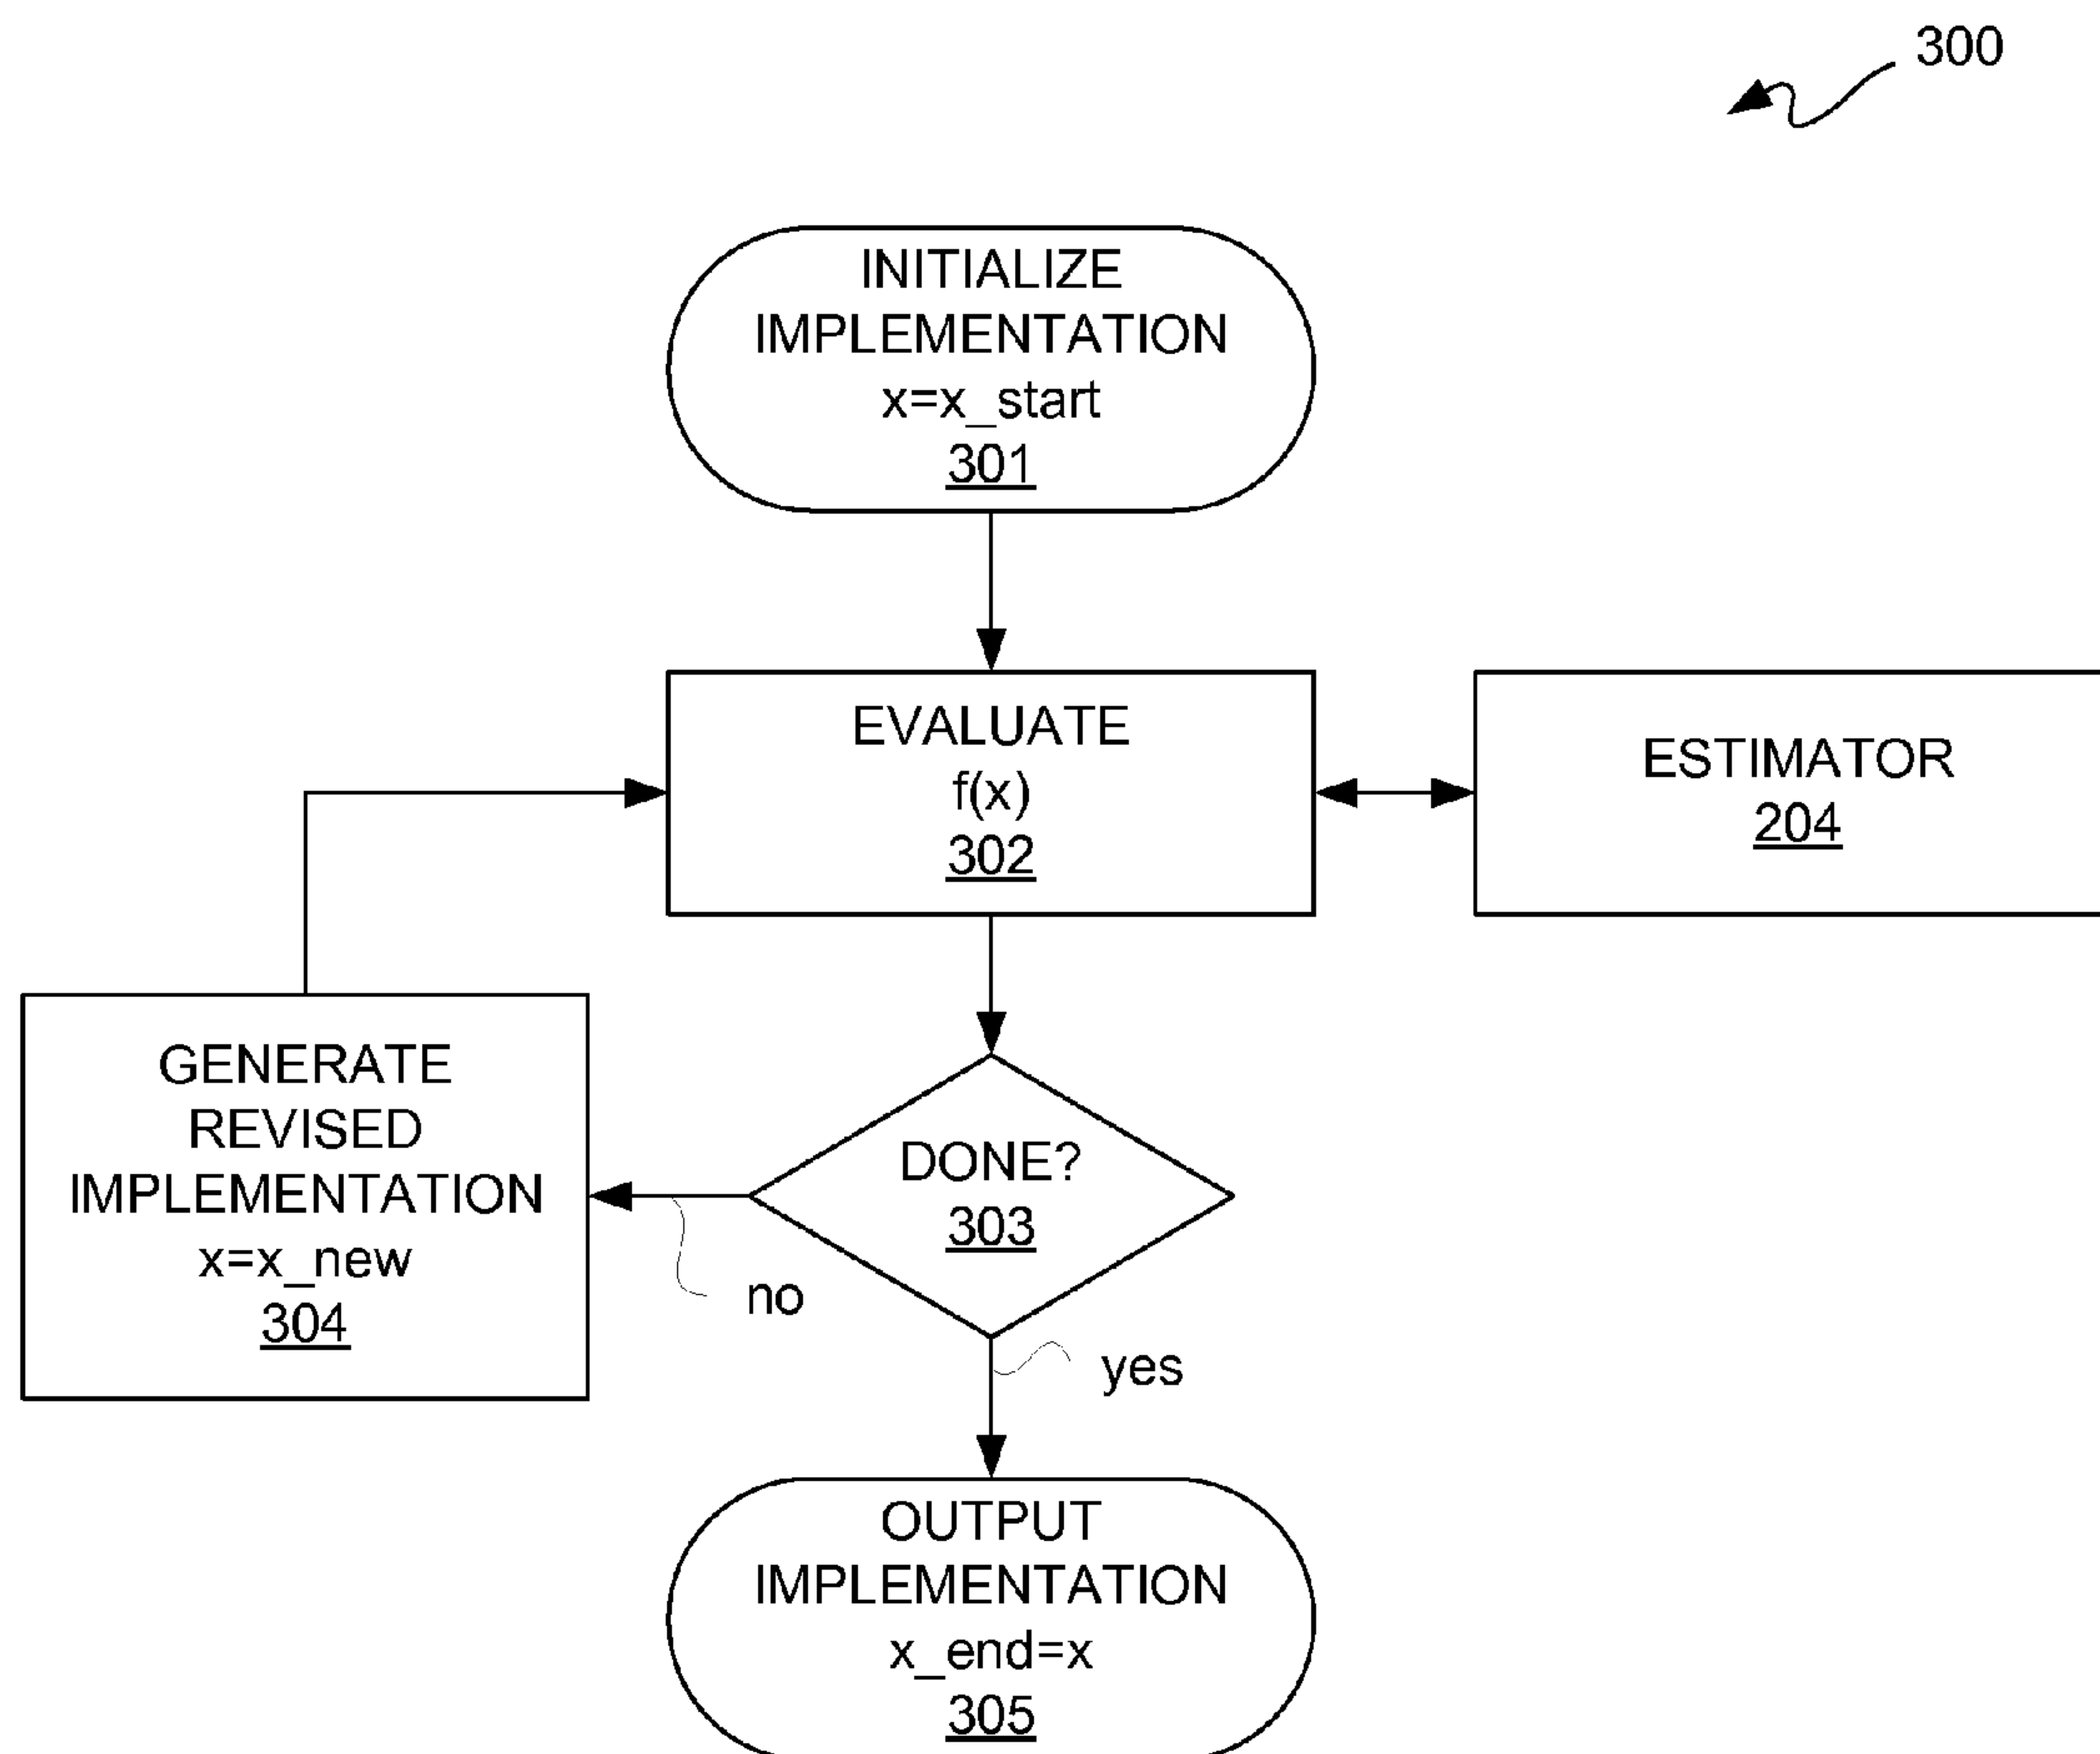 300
INITIALIZE
IMPLEMENTATION
x=x_start
301
EVALUATE
f(x)
302
ESTIMATOR
204
GENERATE
REVISED
IMPLEMENTATION
x=x_new
304
DONE?
303
no
yes
OUTPUT
IMPLEMENTATION
x_end=x
305